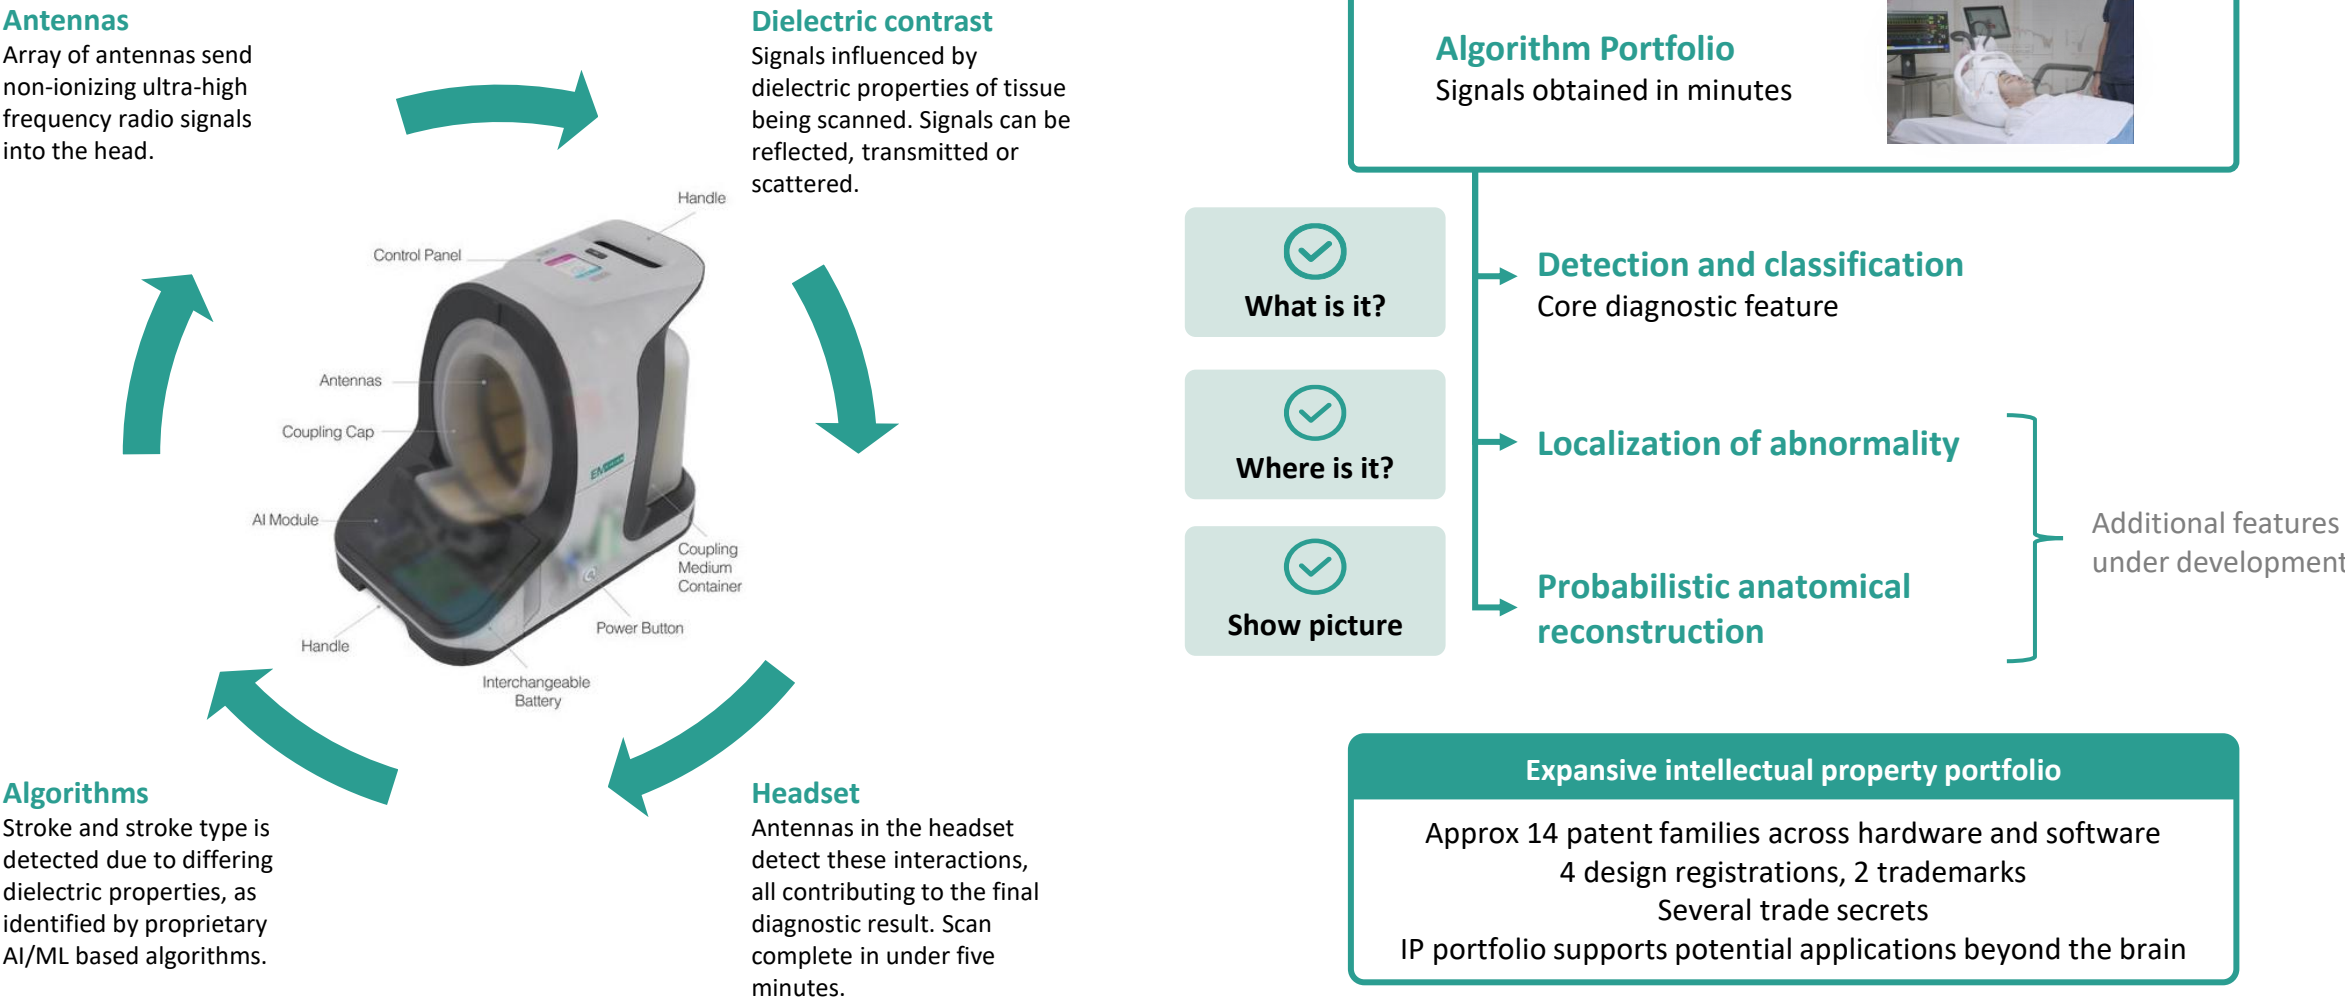 Antennas
Array of antennas send
non-ionizing ultra-high
frequency radio signals
into the head.
Dielectric contrast
Signals influenced by
dielectric properties of tissue
being scanned. Signals can be
reflected, transmitted or
scattered.
Handle
Control Panel
Antennas
Coupling Cap
AI Module
Handle
Interchangeable
Battery
Power Button
Coupling
Medium
Container
Algorithms
Stroke and stroke type is
detected due to differing
dielectric properties, as
identified by proprietary
AI/ML based algorithms.
Headset
Antennas in the headset
detect these interactions,
all contributing to the final
diagnostic result. Scan
complete in under five
minutes.
Algorithm Portfolio
Signals obtained in minutes
What is it?
Detection and classification
Core diagnostic feature
Where is it?
Localization of abnormality
Show picture
Probabilistic anatomical
reconstruction
Additional features
under development
Expansive intellectual property portfolio
Approx 14 patent families across hardware and software
4 design registrations, 2 trademarks
Several trade secrets
IP portfolio supports potential applications beyond the brain